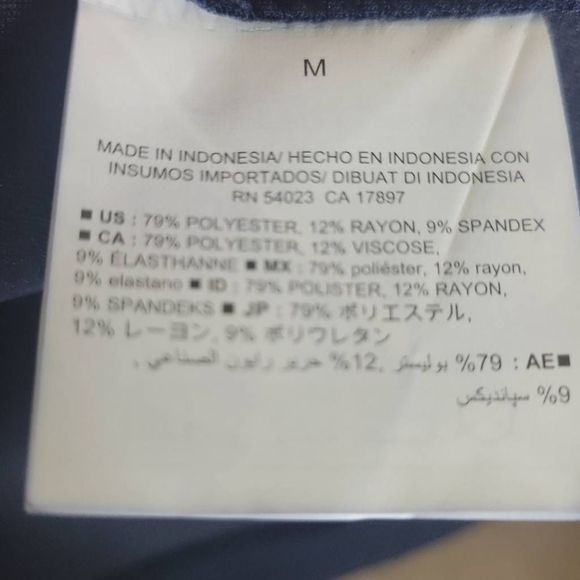 M
MADE IN INDONESIA/ HECHO EN INDONESIA CON
INSUMOS IMPORTADOS/ DIBUAT DI INDONESIA
RN 54023 CA 17897
■ US : 79% POLYESTER, 12% RAYON, 9% SPANDEX
■ CA : 79% POLYESTER, 12% VISCOSE,
9% ÉLASTHANNE ■ MX : 79% poliéster, 12% rayon,
9% elastano ■ ID : 79% POLISTER, 12% RAYON,
9% SPANDEKS ■ JP : 79% ポリエステル,
12% レーヨン, 9% ポリウレタン
■AE : 79% بوليستر, 12% حرير رايون الصناعي ,
9% سپانديكس